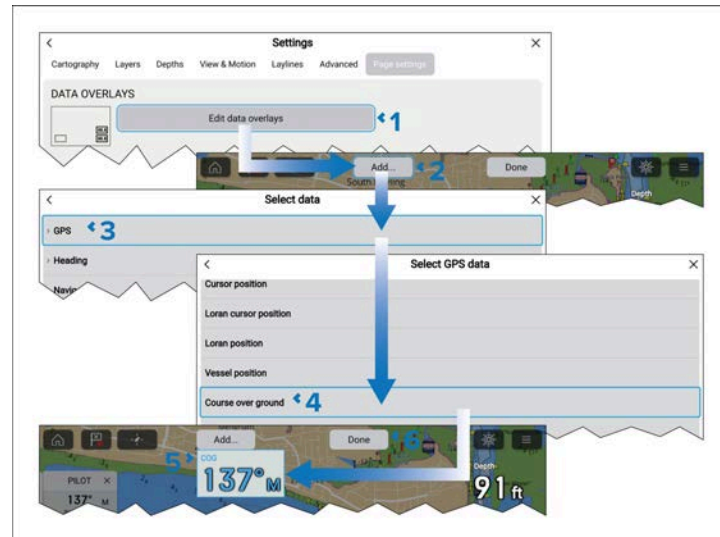 Settings
Cartography Layers Depths View & Motion Laylines Advanced Page settings
DATA OVERLAYS
Edit data overlays
1
Add... 2 Done
Depth
Select data
GPS 3
Heading
Select GPS data
Cursor position
Loran cursor position
Loran position
Vessel position
Course over ground 4
Add... Done 6
5 COG
137° M
PILOT ×
137° M
Depth
91 ft